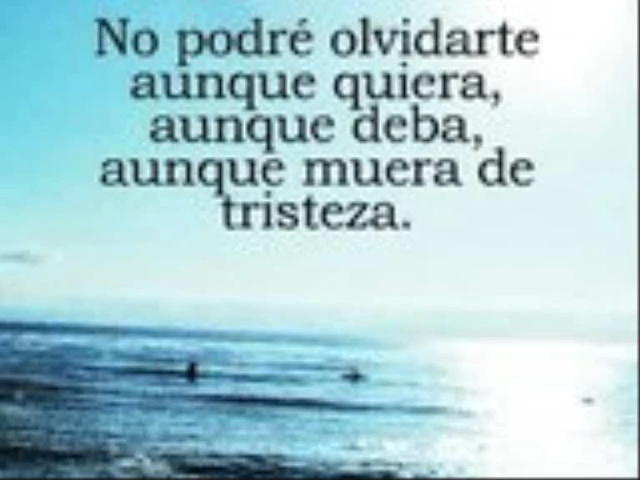 No podré olvidarte
aunque quiera,
aunque deba,
aunque muera de
tristeza.